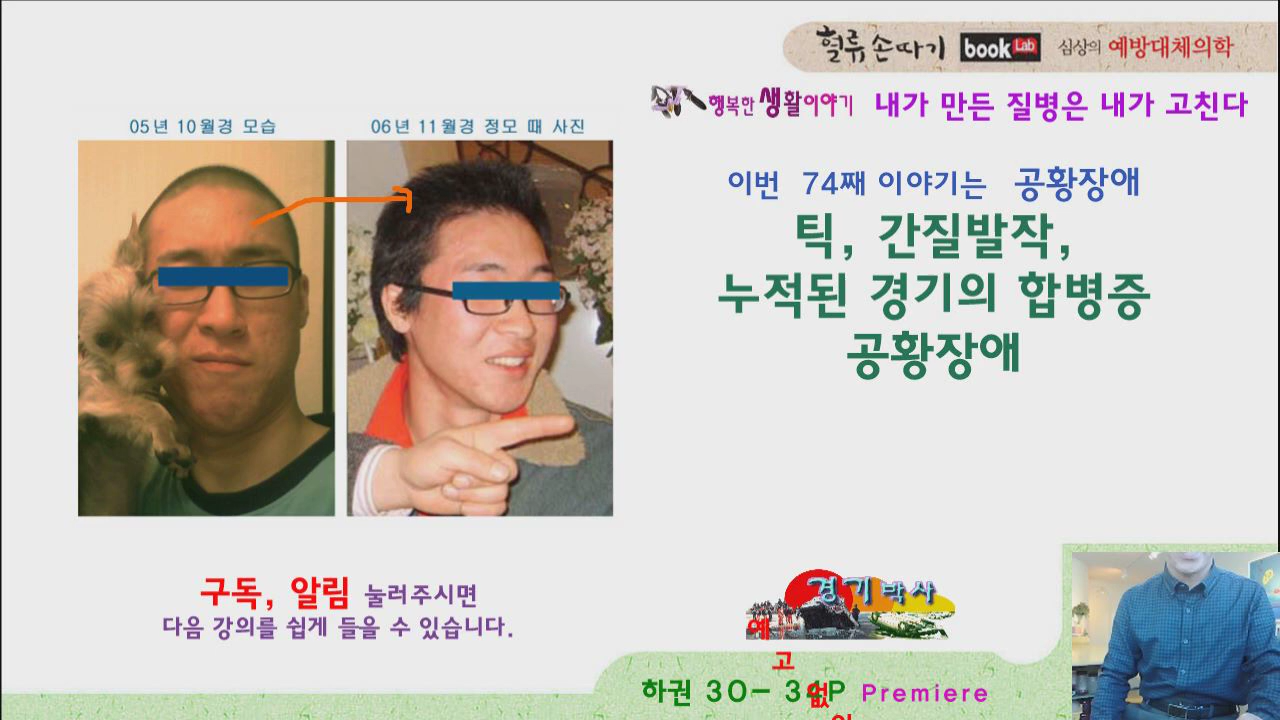 혈류 손따기 book Lab 심상의 예방대체의학
행복한 생활이야기 내가 만든 질병은 내가 고친다
05년 10월경 모습
06년 11월경 정모 때 사진
이번 74째 이야기는 공황장애
틱, 간질발작,
누적된 경기의 합병증
공황장애
구독, 알림 눌러주시면
다음 강의를 쉽게 들을 수 있습니다.
경기박사
예
고
없
하권 30- 34P Premiere